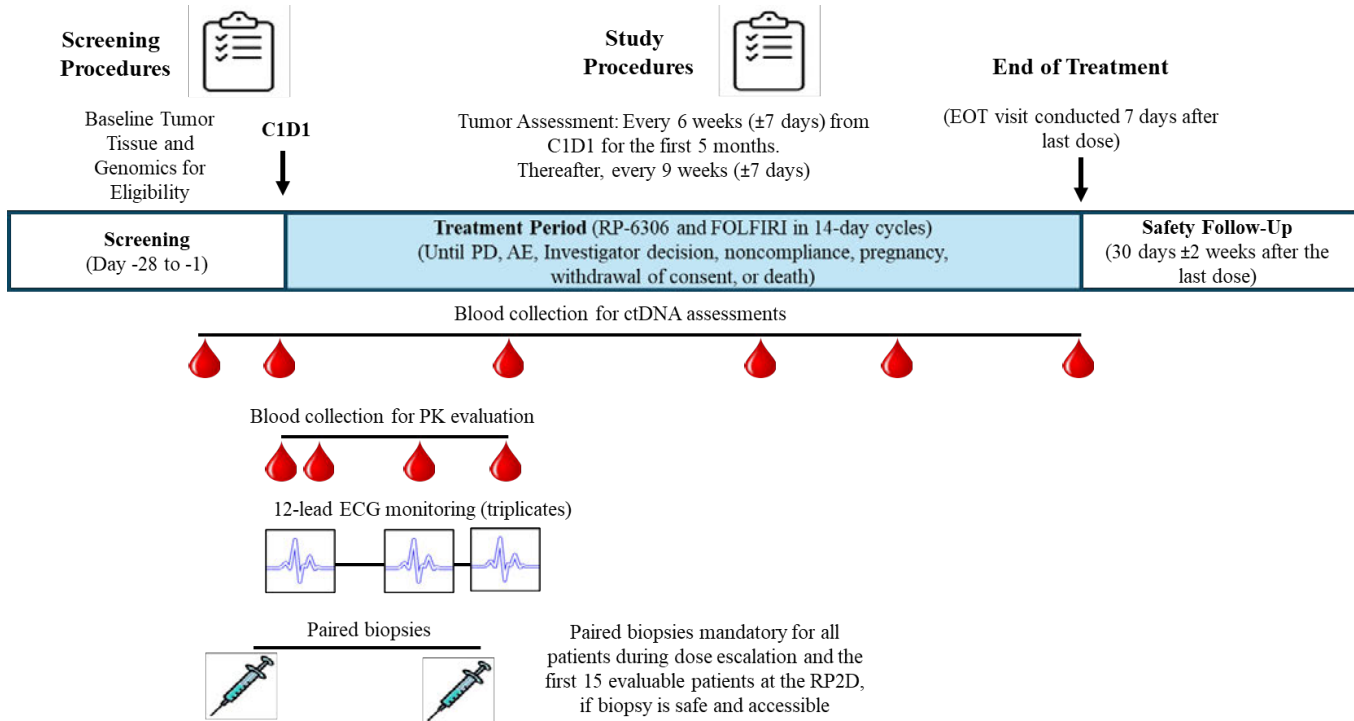 Screening
Procedures
Study
Procedures
End of Treatment
Baseline Tumor
Tissue and
Genomics for
Eligibility
C1D1
Tumor Assessment: Every 6 weeks (±7 days) from
C1D1 for the first 5 months.
Thereafter, every 9 weeks (±7 days)
(EOT visit conducted 7 days after
last dose)
Screening
(Day -28 to -1)
Treatment Period (RP-6306 and FOLFIRI in 14-day cycles)
(Until PD, AE, Investigator decision, noncompliance, pregnancy,
withdrawal of consent, or death)
Safety Follow-Up
(30 days ±2 weeks after the
last dose)
Blood collection for ctDNA assessments
Blood collection for PK evaluation
12-lead ECG monitoring (triplicates)
Paired biopsies
Paired biopsies mandatory for all
patients during dose escalation and the
first 15 evaluable patients at the RP2D,
if biopsy is safe and accessible